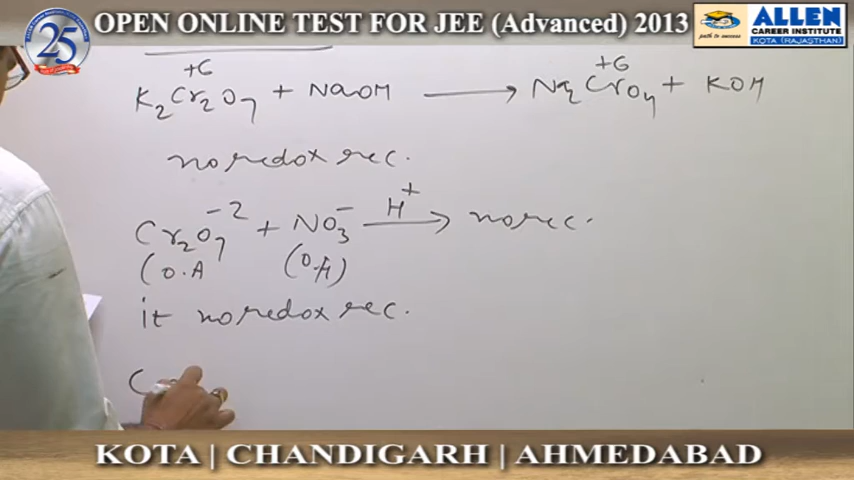 OPEN ONLINE TEST FOR JEE (Advanced) 2013
25
ALLEN
CAREER INSTITUTE
KOTA (RAJASTHAN)
path to success
+6 +6
K2Cr2O7 + NaOH → Na2CrO4 + KOH
no redox rec.
Cr2O7 -2 + NO3 - H+ → no rec.
(O.A (O.A)
it no redox rec.
C
KOTA | CHANDIGARH | AHMEDABAD